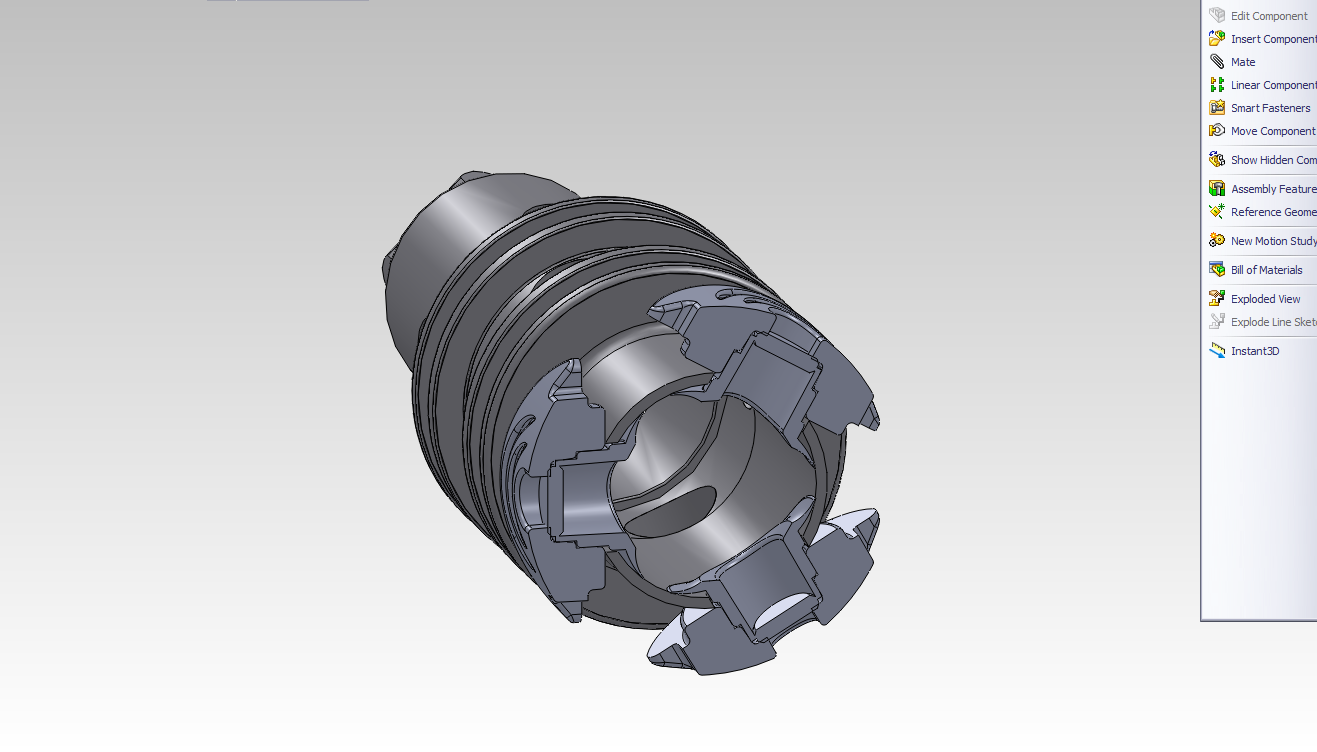 Edit Component
Insert Component
Mate
Linear Component
Smart Fasteners
Move Component
Show Hidden Com
Assembly Feature
Reference Geome
New Motion Study
Bill of Materials
Exploded View
Explode Line Sket
Instant3D